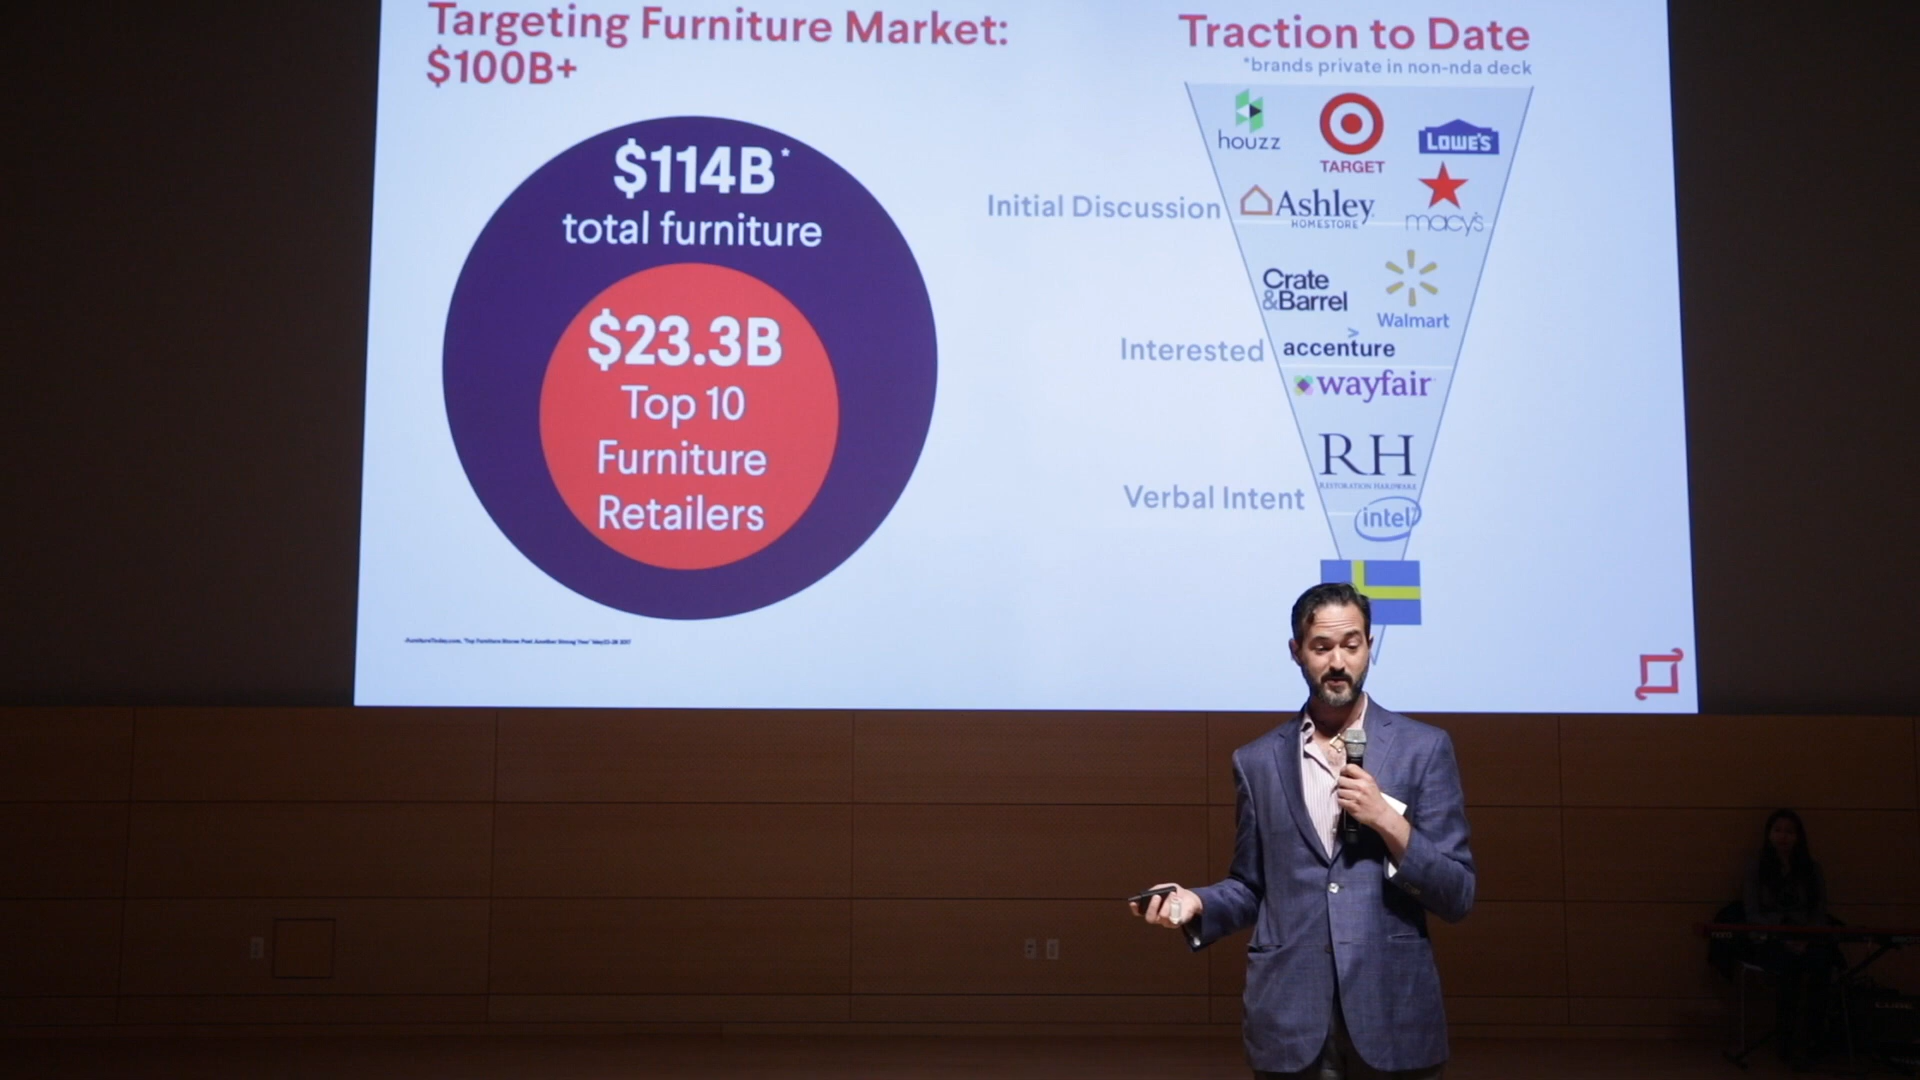 Targeting Furniture Market:
$100B+
$114B*
total furniture
$23.3B
Top 10
Furniture
Retailers
Traction to Date
*brands private in non-nda deck
houzz
TARGET
LOWE'S
Initial Discussion
Ashley
HOMESTORE
macy's
Crate
&Barrel
Walmart
Interested
accenture
wayfair
RH
RESTORATION HARDWARE
Verbal Intent
intel
nord